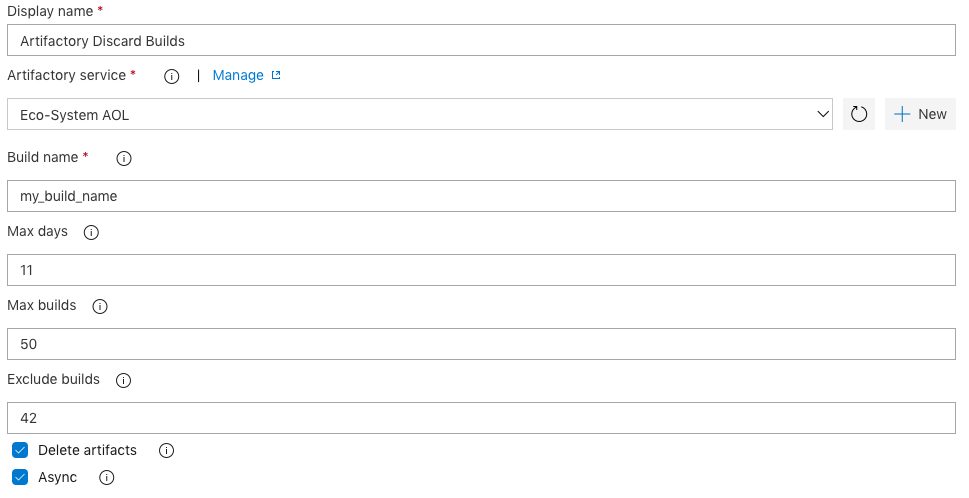 Display name *
Artifactory Discard Builds
Artifactory service * | Manage
Eco-System AOL New
Build name *
my_build_name
Max days
11
Max builds
50
Exclude builds
42
Delete artifacts
Async